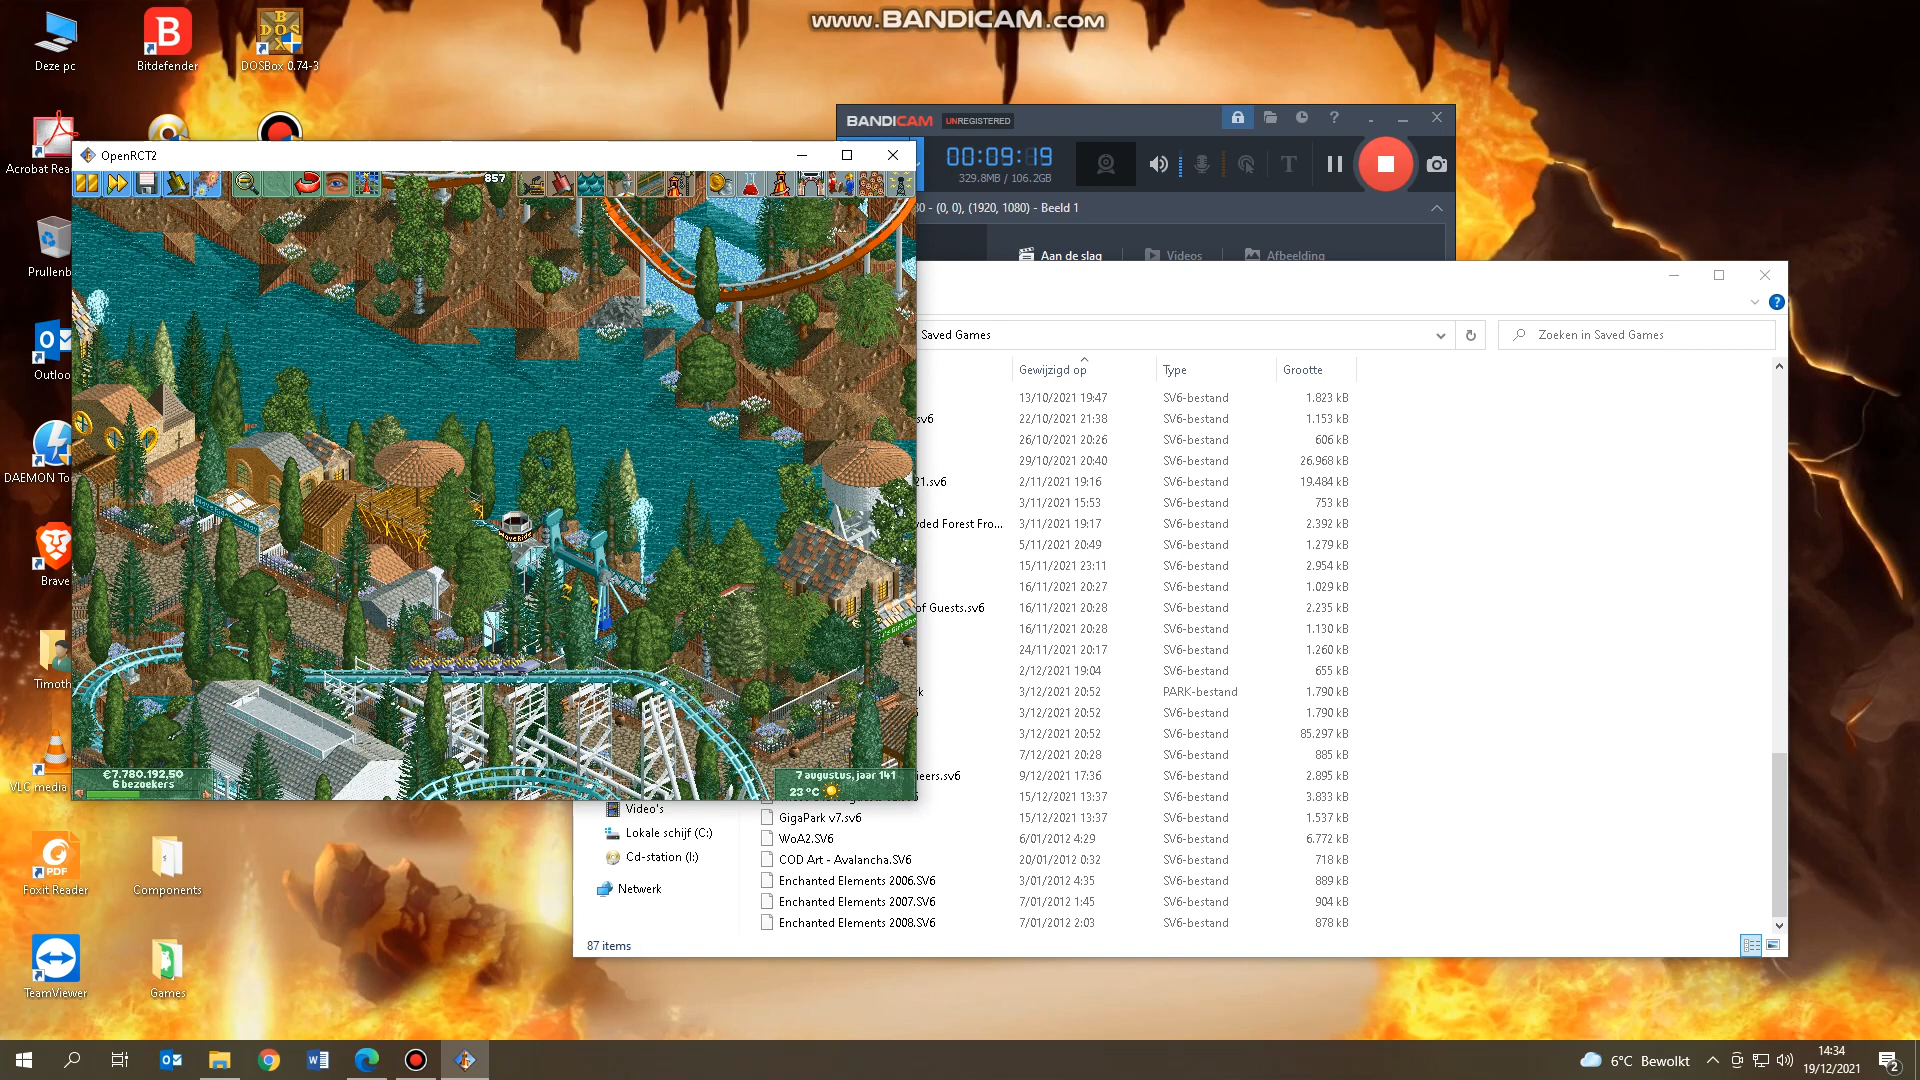 www.BANDICAM.com
Deze pc
Bitdefender
DOSBox 0.74-3
BANDICAM UNREGISTERED
00:09:19
329.8MB / 106.2GB
- (0, 0), (1920, 1080) - Beeld 1
Aan de slag
Videos
Afbeelding
Acrobat Rea
OpenRCT2
857
Prullenb
Outloo
DAEMON To
Brave
Timoth
VLC media
Foxit Reader
Components
TeamViewer
Games
WaveRide
€7.780.192,50
6 bezoekers
7 augustus, jaar 141
23 °C
Saved Games
Zoeken in Saved Games
Gewijzigd op
Type
Grootte
13/10/2021 19:47 SV6-bestand 1.823 kB
sv6 22/10/2021 21:38 SV6-bestand 1.153 kB
26/10/2021 20:26 SV6-bestand 606 kB
29/10/2021 20:40 SV6-bestand 26.968 kB
21.sv6 2/11/2021 19:16 SV6-bestand 19.484 kB
3/11/2021 15:53 SV6-bestand 753 kB
ded Forest Fro... 3/11/2021 19:17 SV6-bestand 2.392 kB
5/11/2021 20:49 SV6-bestand 1.279 kB
15/11/2021 23:11 SV6-bestand 2.954 kB
16/11/2021 20:27 SV6-bestand 1.029 kB
of Guests.sv6 16/11/2021 20:28 SV6-bestand 2.235 kB
16/11/2021 20:28 SV6-bestand 1.130 kB
24/11/2021 20:17 SV6-bestand 1.260 kB
2/12/2021 19:04 SV6-bestand 655 kB
3/12/2021 20:52 PARK-bestand 1.790 kB
3/12/2021 20:52 SV6-bestand 1.790 kB
3/12/2021 20:52 SV6-bestand 85.297 kB
7/12/2021 20:28 SV6-bestand 885 kB
ieers.sv6 9/12/2021 17:36 SV6-bestand 2.895 kB
15/12/2021 13:37 SV6-bestand 3.833 kB
GigaPark v7.sv6 15/12/2021 13:37 SV6-bestand 1.537 kB
WoA2.SV6 6/01/2012 4:29 SV6-bestand 6.772 kB
COD Art - Avalancha.SV6 20/01/2012 0:32 SV6-bestand 718 kB
Enchanted Elements 2006.SV6 3/01/2012 4:35 SV6-bestand 889 kB
Enchanted Elements 2007.SV6 7/01/2012 1:45 SV6-bestand 904 kB
Enchanted Elements 2008.SV6 7/01/2012 2:03 SV6-bestand 878 kB
Video's
Lokale schijf (C:)
Cd-station (I:)
Netwerk
87 items
6°C Bewolkt
14:34
19/12/2021
2